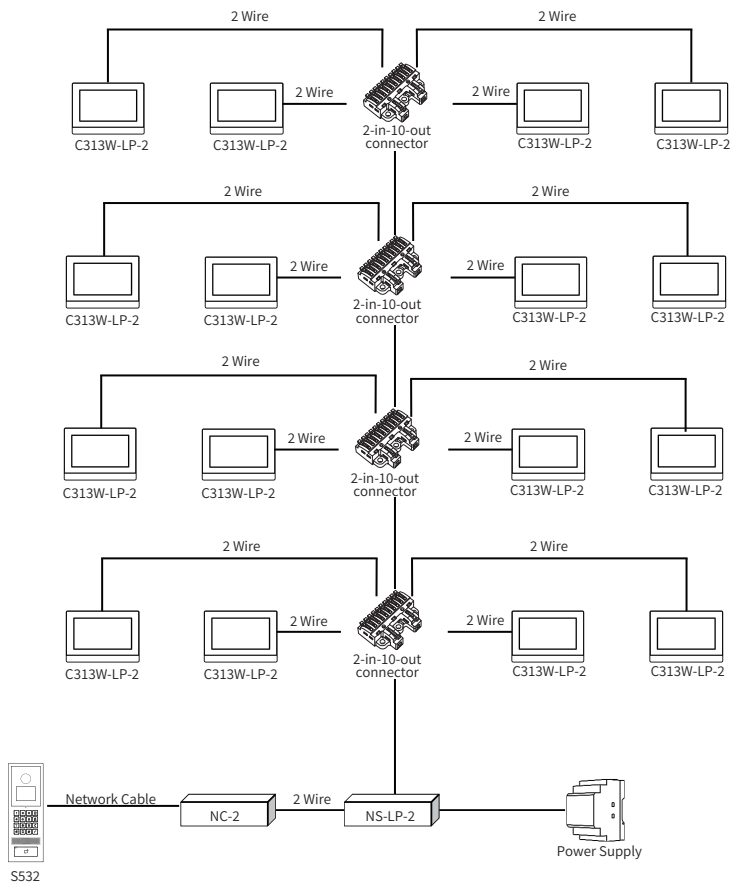 2 Wire
2 Wire
2 Wire
2 Wire
C313W-LP-2
C313W-LP-2
2-in-10-out
connector
C313W-LP-2
C313W-LP-2
2 Wire
2 Wire
2 Wire
2 Wire
C313W-LP-2
C313W-LP-2
2-in-10-out
connector
C313W-LP-2
C313W-LP-2
2 Wire
2 Wire
2 Wire
2 Wire
C313W-LP-2
C313W-LP-2
2-in-10-out
connector
C313W-LP-2
C313W-LP-2
2 Wire
2 Wire
2 Wire
2 Wire
C313W-LP-2
C313W-LP-2
2-in-10-out
connector
C313W-LP-2
C313W-LP-2
Network Cable
NC-2
2 Wire
NS-LP-2
Power Supply
S532